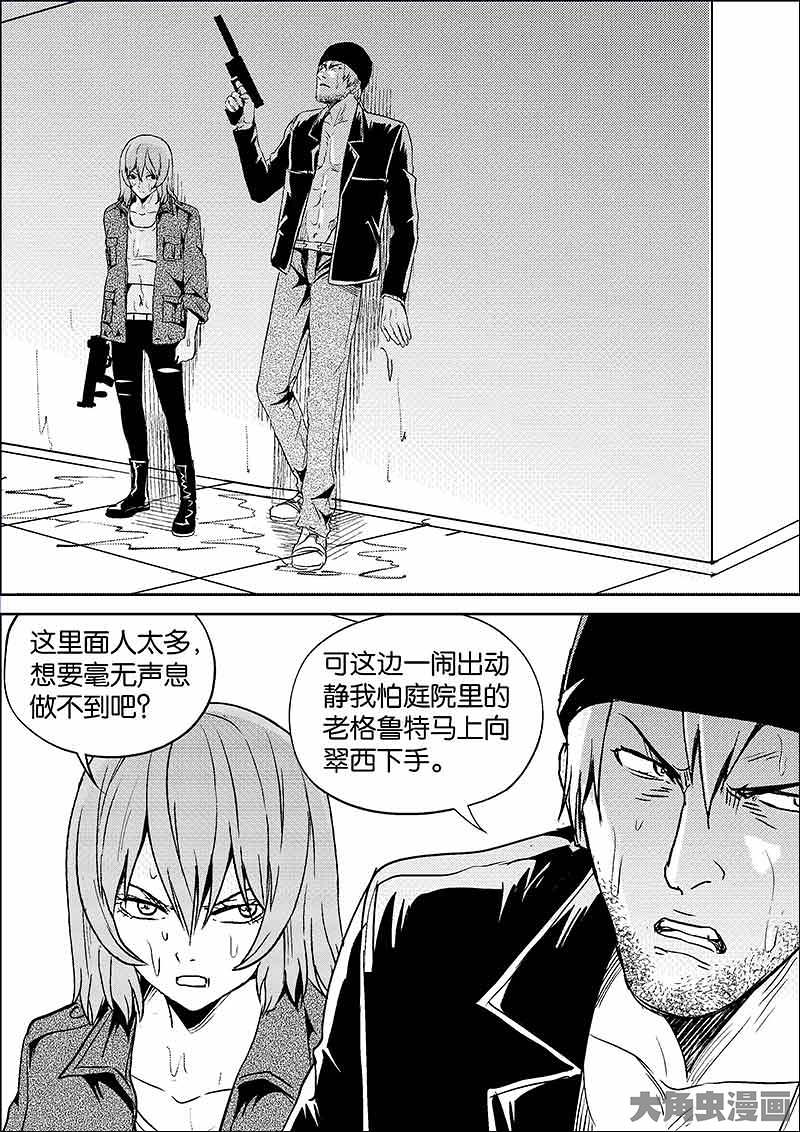 这里面人太多，
想要毫无声息
做不到吧？
可这边一闹出动
静我怕庭院里的
老格鲁特马上向
翠西下手。
大角虫漫画